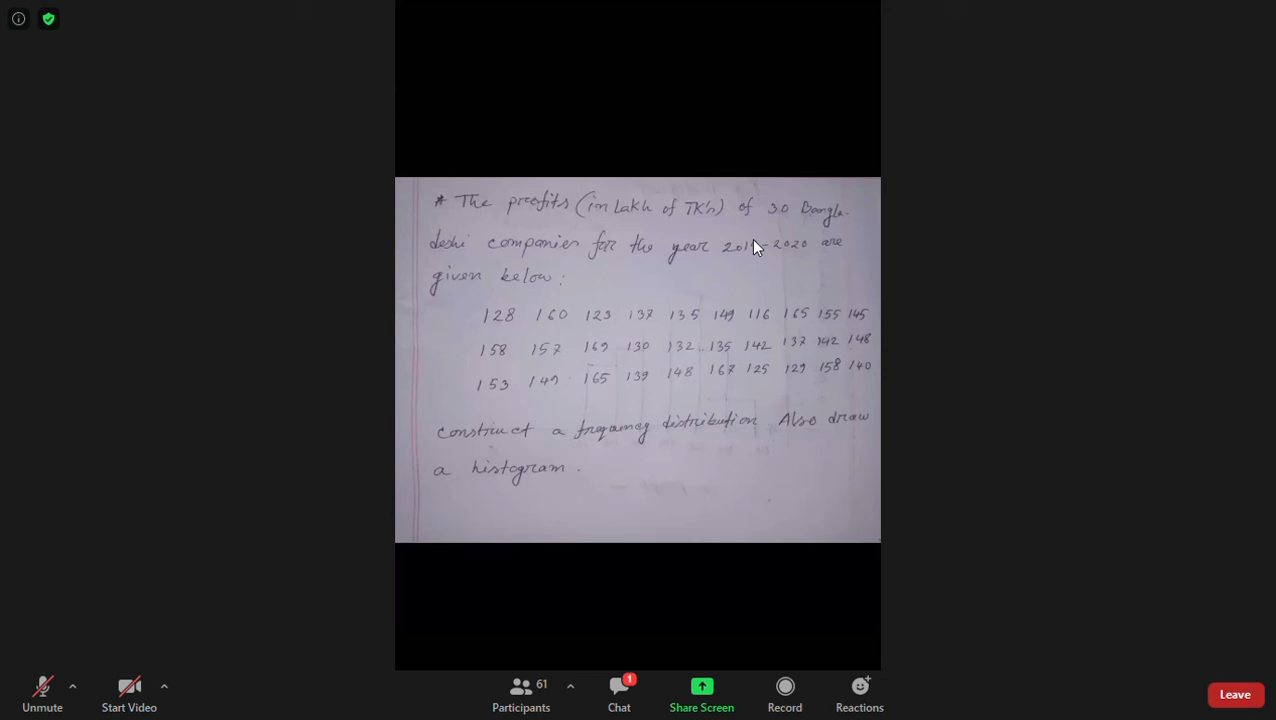 * The profits (in Lakh of TK's) of 30 Bangla-
deshi companies for the year 2019-2020 are
given below:
128 160 123 137 135 149 116 165 155 145
158 157 169 130 132 135 142 137 142 148
153 149 165 139 148 167 125 129 158 140
construct a frequency distribution. Also draw
a histogram.
61
1
Unmute
Start Video
Participants
Chat
Share Screen
Record
Reactions
Leave